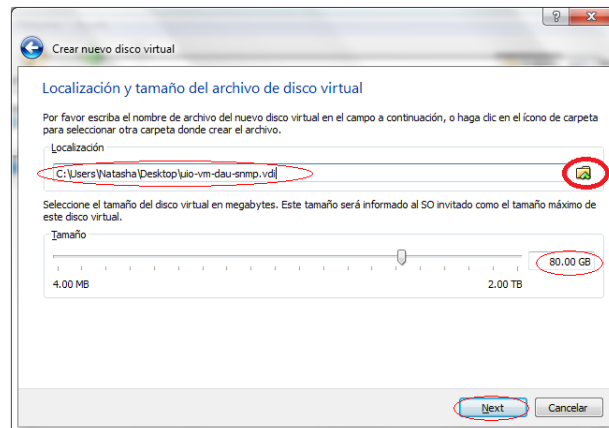 Crear nuevo disco virtual
Localización y tamaño del archivo de disco virtual
Por favor escriba el nombre de archivo del nuevo disco virtual en el campo a continuación, o haga clic en el ícono de carpeta
para seleccionar otra carpeta donde crear el archivo.
Localización
C:\Users\Natasha\Desktop\uio-vm-dau-snmp.vdi
Seleccione el tamaño del disco virtual en megabytes. Este tamaño será informado al SO invitado como el tamaño máximo de
este disco virtual.
Tamaño
80.00 GB
4.00 MB 2.00 TB
Next Cancelar